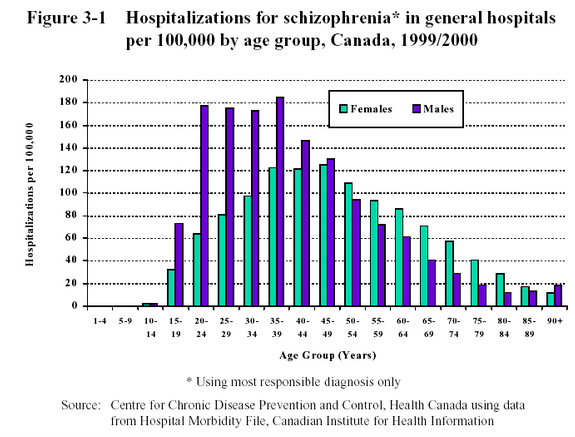 Figure 3-1 Hospitalizations for schizophrenia* in general hospitals
per 100,000 by age group, Canada, 1999/2000
Hospitalizations per 100,000
200
180
160
140
120
100
80
60
40
20
0
Females Males
1-4 5-9 10- 15- 20- 25- 30- 35- 40- 45- 50- 55- 60- 65- 70- 75- 80- 85- 90+
14 19 24 29 34 39 44 49 54 59 64 69 74 79 84 89
Age Group (Years)
* Using most responsible diagnosis only
Source: Centre for Chronic Disease Prevention and Control, Health Canada using data
from Hospital Morbidity File, Canadian Institute for Health Information